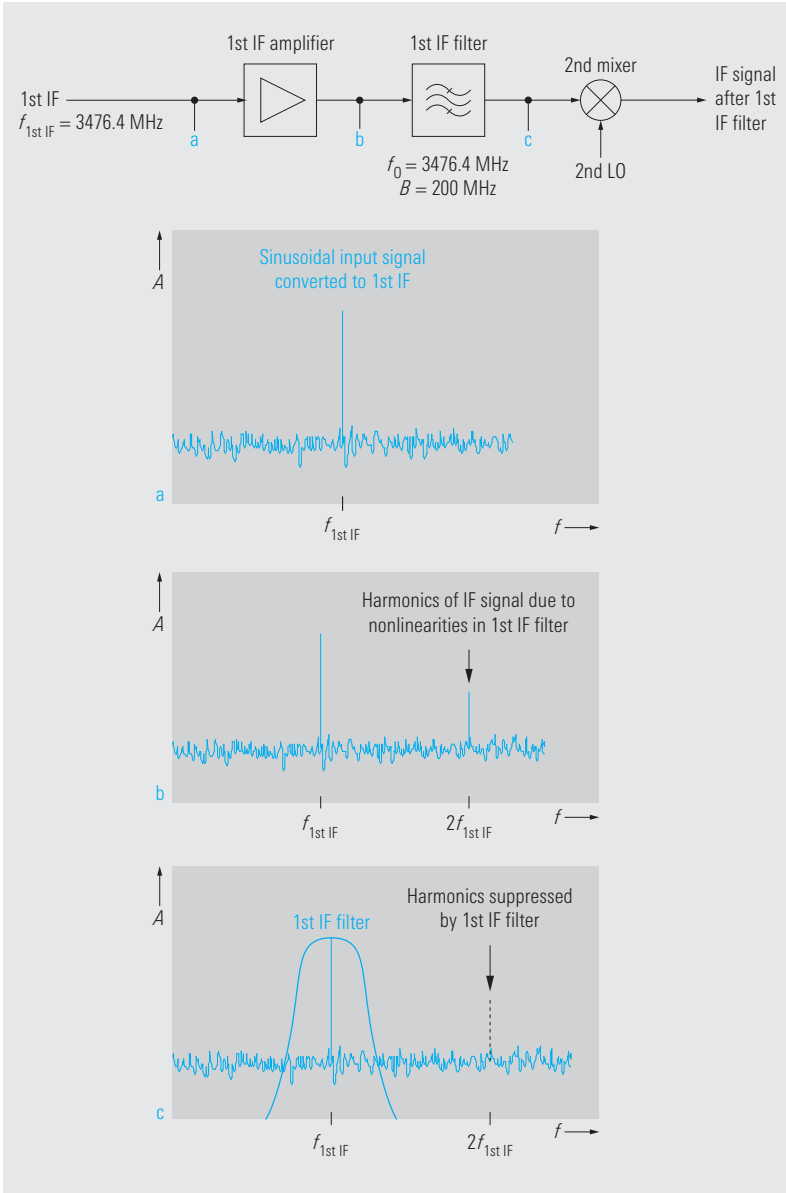 1st IF amplifier
1st IF filter
2nd mixer
1st IF
f1st IF = 3476.4 MHz
IF signal
after 1st
IF filter
a
b
c
f0 = 3476.4 MHz
B = 200 MHz
2nd LO
A
Sinusoidal input signal
converted to 1st IF
a
f1st IF
f
A
Harmonics of IF signal due to
nonlinearities in 1st IF filter
b
f1st IF
2f1st IF
f
A
1st IF filter
Harmonics suppressed
by 1st IF filter
c
f1st IF
2f1st IF
f